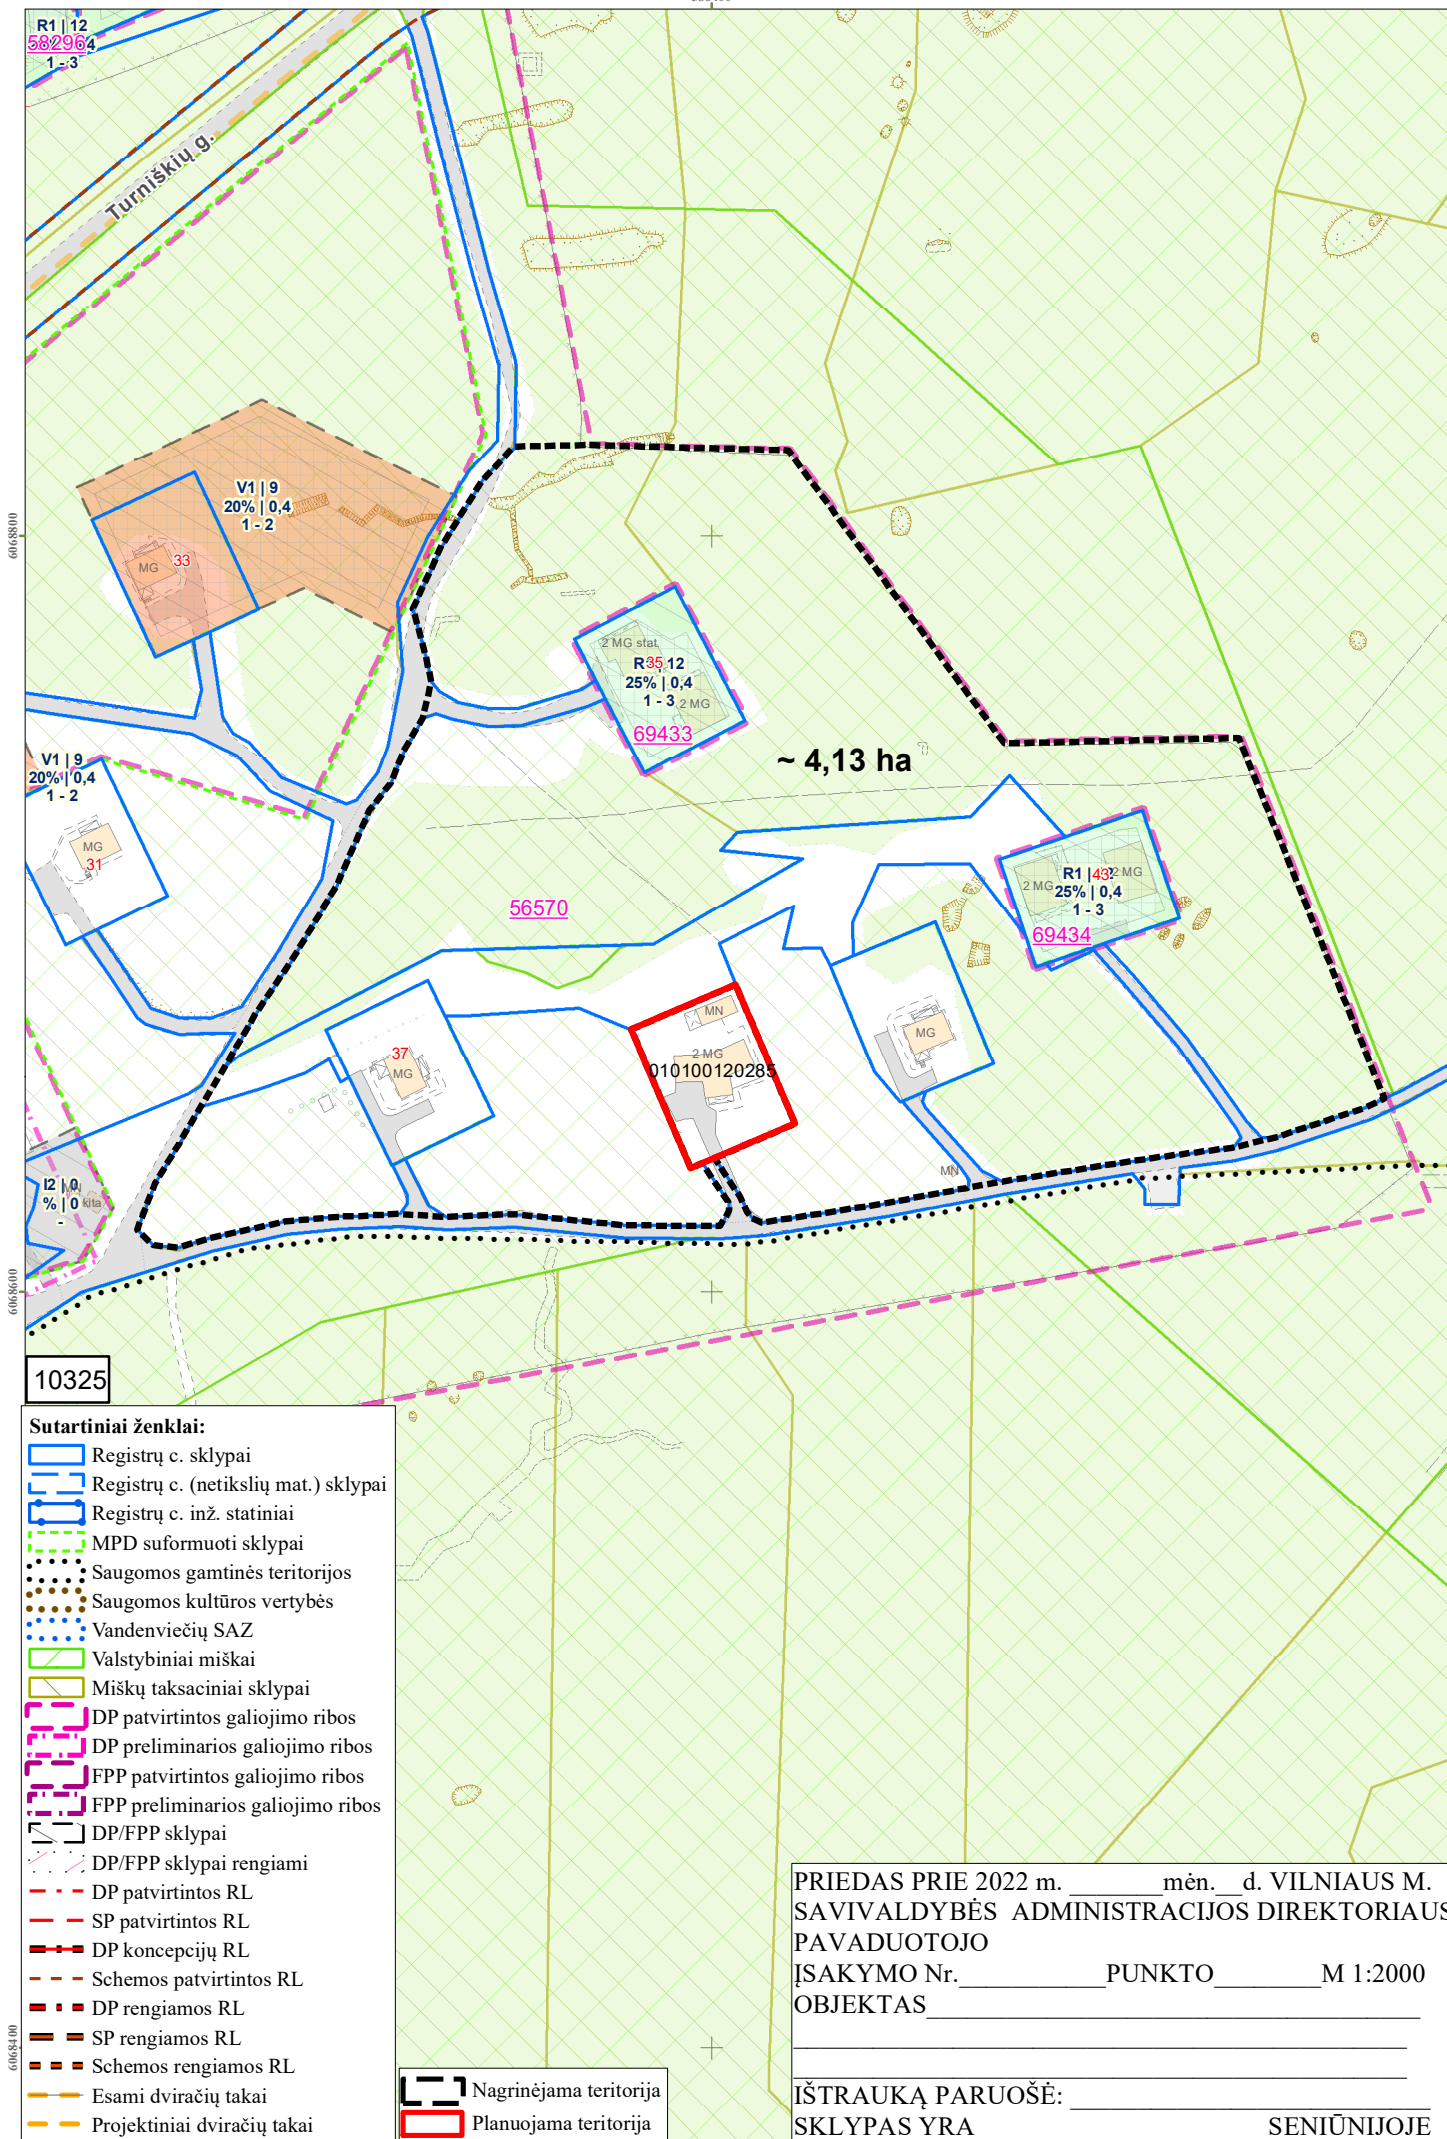 R1 | 12
58296
1 - 3
Turniškių g.
V1 | 9
20% | 0,4
1 - 2
MG
33
6068800
2 MG stat.
35
25% | 0,4
1 - 3
2 MG
69433
~ 4,13 ha
V1 | 9
20% | 0,4
1 - 2
MG
31
R1 | 
43
2 MG
2 MG
25% | 0,4
1 - 3
69434
56570
MN
2 MG
010100120285
MG
37
MG
MN
I2 | 0
% | 0
kita
-
6068600
10325
Sutartiniai ženklai:
Registrų c. sklypai
Registrų c. (netikslių mat.) sklypai
Registrų c. inž. statiniai
MPD suformuoti sklypai
Saugomos gamtinės teritorijos
Saugomos kultūros vertybės
Vandenviečių SAZ
Valstybiniai miškai
Miškų taksaciniai sklypai
DP patvirtintos galiojimo ribos
DP preliminarios galiojimo ribos
FPP patvirtintos galiojimo ribos
FPP preliminarios galiojimo ribos
DP/FPP sklypai
DP/FPP sklypai rengiami
DP patvirtintos RL
SP patvirtintos RL
DP koncepcijų RL
Schemos patvirtintos RL
DP rengiamos RL
SP rengiamos RL
Schemos rengiamos RL
Esami dviračių takai
Projektiniai dviračių takai
6068400
Nagrinėjama teritorija
Planuojama teritorija
PRIEDAS PRIE 2022 m. _______mėn.__d. VILNIAUS M.
SAVIVALDYBĖS ADMINISTRACIJOS DIREKTORIAUS
PAVADUOTOJO
ĮSAKYMO Nr.___________PUNKTO________M 1:2000
OBJEKTAS
IŠTRAUKĄ PARUOŠĖ:
SKLYPAS YRA SENIŪNIJOJE